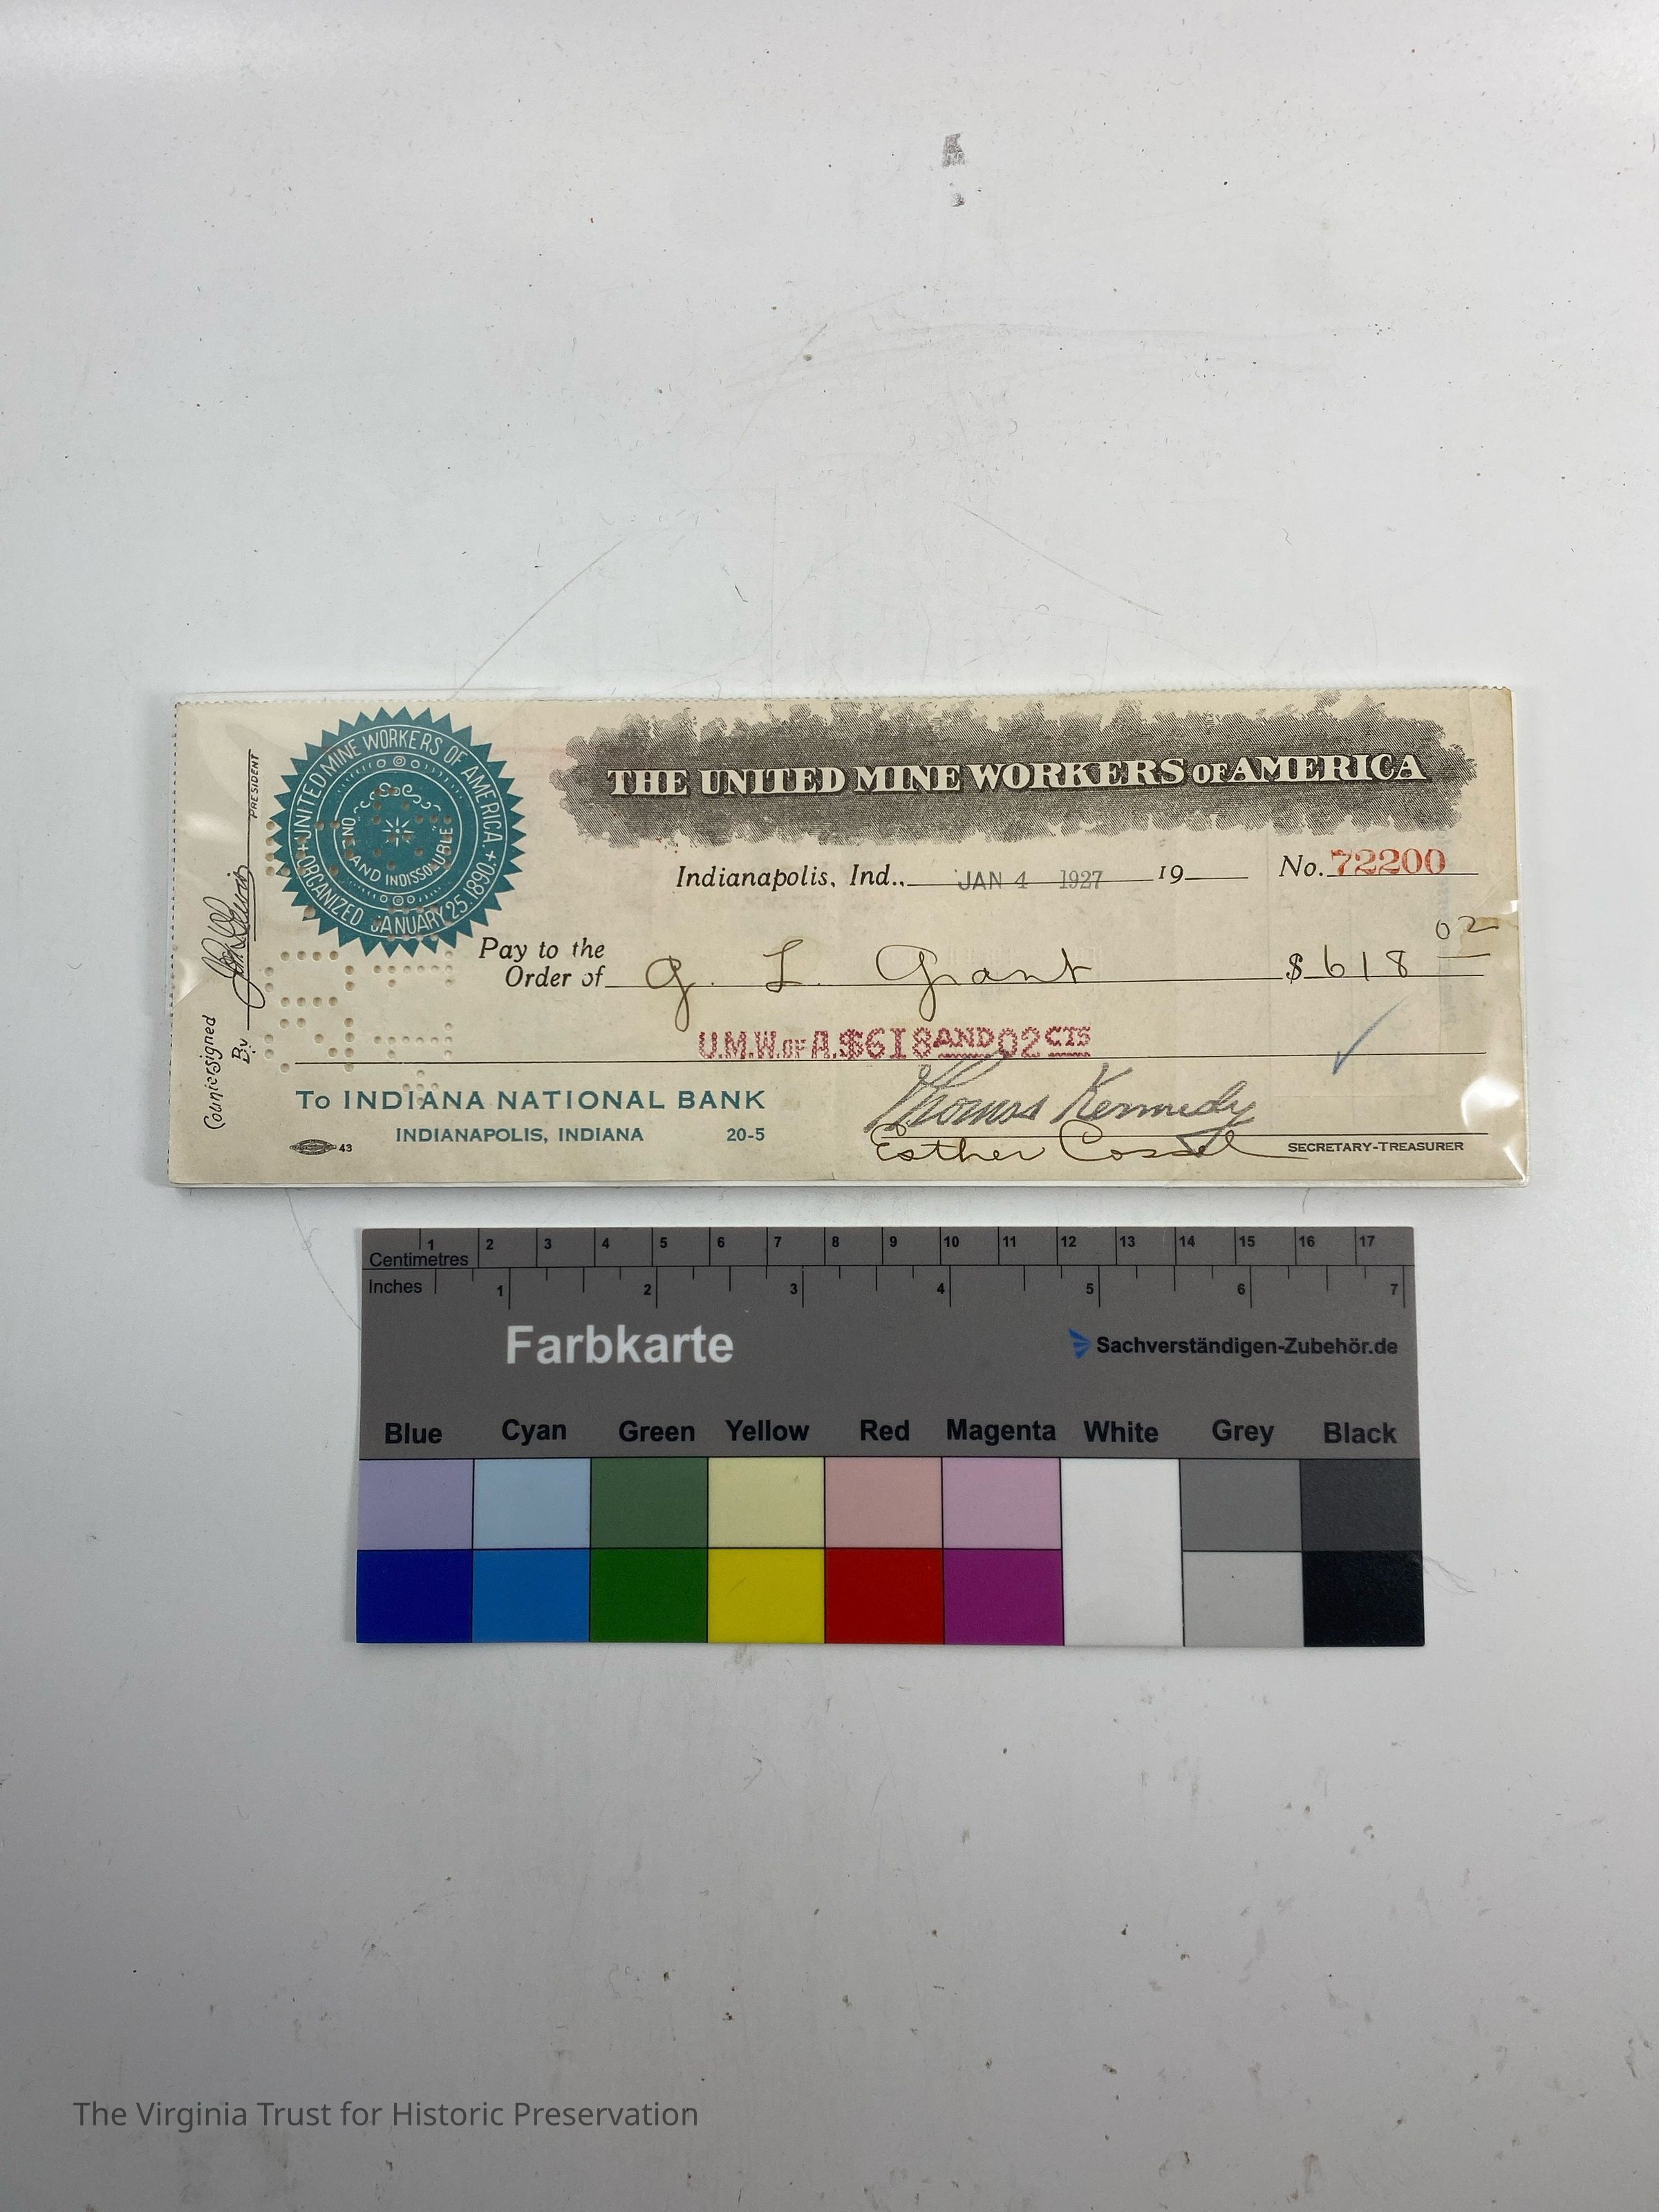 THE UNITED MINE WORKERS OF AMERICA
UNITED MINE WORKERS OF AMERICA
ORGANIZED JANUARY 25, 1890.
ONE AND INDISSOLUBLE
Indianapolis, Ind., JAN 4 1927 19 No. 72200
Pay to the
Order of G. L. Grant $ 618 02
U.M.W. OF A. $618 AND 02 CTS
To INDIANA NATIONAL BANK
INDIANAPOLIS, INDIANA 20-5
43
Thomas Kennedy
Esther Cossel SECRETARY-TREASURER
Countersigned
By John L. Lewis PRESIDENT
1 2 3 4 5 6 7 8 9 10 11 12 13 14 15 16 17
Centimetres
Inches 1 2 3 4 5 6 7
Farbkarte
Sachverständigen-Zubehör.de
Blue Cyan Green Yellow Red Magenta White Grey Black
The Virginia Trust for Historic Preservation